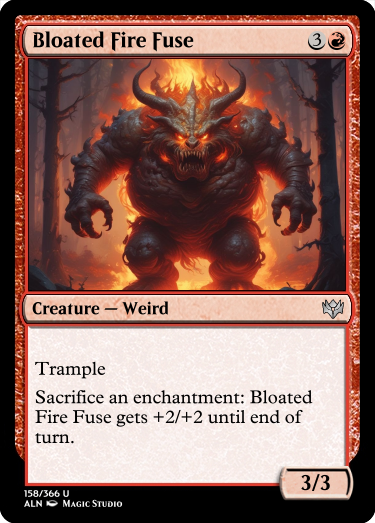 Bloated Fire Fuse 3
Creature — Weird
Trample
Sacrifice an enchantment: Bloated
Fire Fuse gets +2/+2 until end of
turn.
3/3
158/366 U
ALN Magic Studio